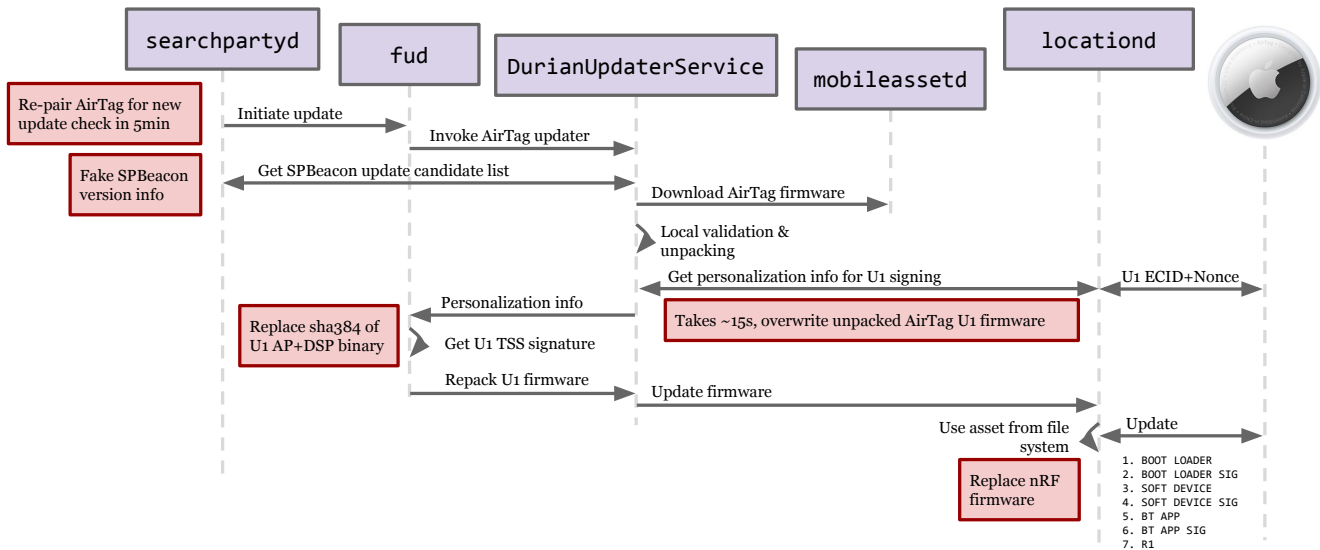 searchpartyd
fud
DurianUpdaterService
mobileassetd
locationd
Re-pair AirTag for new
update check in 5min
Initiate update
Invoke AirTag updater
Fake SPBeacon
version info
Get SPBeacon update candidate list
Download AirTag firmware
Local validation &
unpacking
Get personalization info for U1 signing
U1 ECID+Nonce
Personalization info
Takes ~15s, overwrite unpacked AirTag U1 firmware
Replace sha384 of
U1 AP+DSP binary
Get U1 TSS signature
Repack U1 firmware
Update firmware
Use asset from file
system
Update
Replace nRF
firmware
1. BOOT LOADER
2. BOOT LOADER SIG
3. SOFT DEVICE
4. SOFT DEVICE SIG
5. BT APP
6. BT APP SIG
7. R1